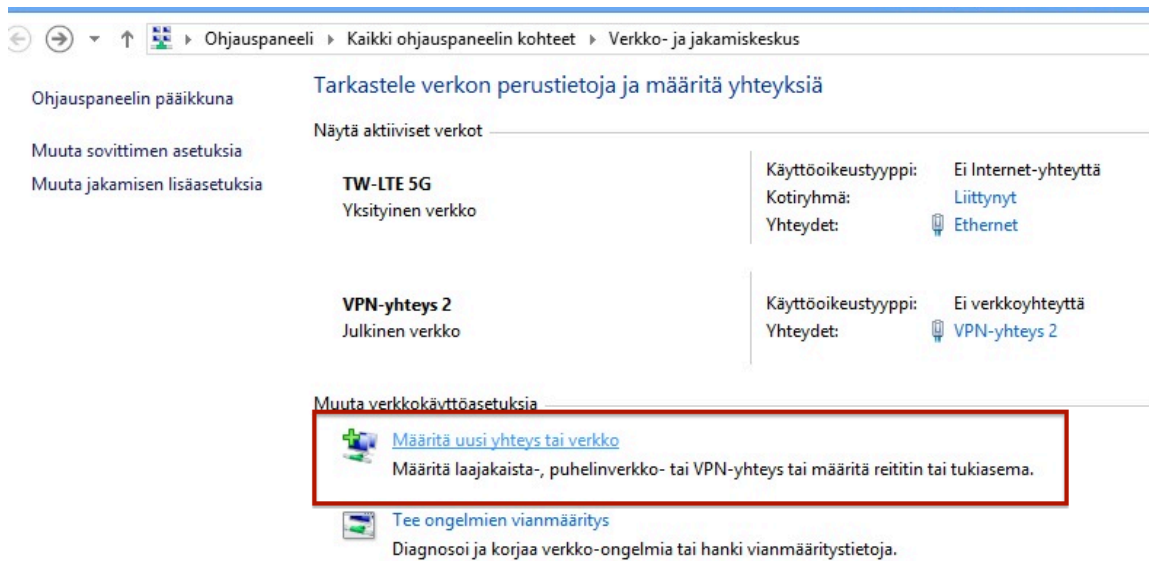 Ohjauspaneeli ▸ Kaikki ohjauspaneelin kohteet ▸ Verkko- ja jakamiskeskus
Ohjauspaneelin pääikkuna
Muuta sovittimen asetuksia
Muuta jakamisen lisäasetuksia
Tarkastele verkon perustietoja ja määritä yhteyksiä
Näytä aktiiviset verkot
TW-LTE 5G
Yksityinen verkko
Käyttöoikeustyyppi: Ei Internet-yhteyttä
Kotiryhmä: Liittynyt
Yhteydet: Ethernet
VPN-yhteys 2
Julkinen verkko
Käyttöoikeustyyppi: Ei verkkoyhteyttä
Yhteydet: VPN-yhteys 2
Muuta verkkokäyttöasetuksia
Määritä uusi yhteys tai verkko
Määritä laajakaista-, puhelinverkko- tai VPN-yhteys tai määritä reititin tai tukiasema.
Tee ongelmien vianmääritys
Diagnosoi ja korjaa verkko-ongelmia tai hanki vianmääritystietoja.